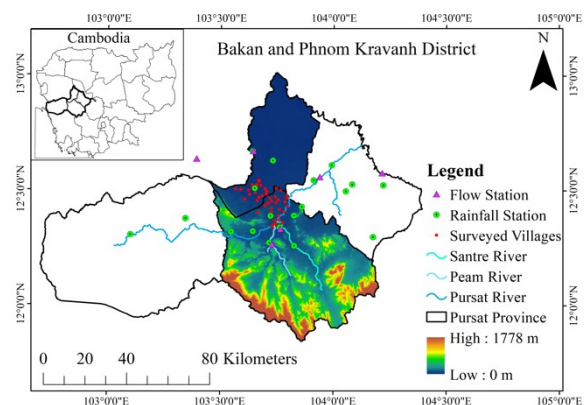 103°0'0"E 103°30'0"E 104°0'0"E 104°30'0"E 105°0'0"E
Cambodia
Bakan and Phnom Kravanh District
N
13°0'0"N
13°0'0"N
12°30'0"N
12°30'0"N
12°0'0"N
12°0'0"N
Legend
Flow Station
Rainfall Station
Surveyed Villages
Santre River
Peam River
Pursat River
Pursat Province
High : 1778 m
Low : 0 m
0 20 40 80 Kilometers
103°0'0"E 103°30'0"E 104°0'0"E 104°30'0"E 105°0'0"E